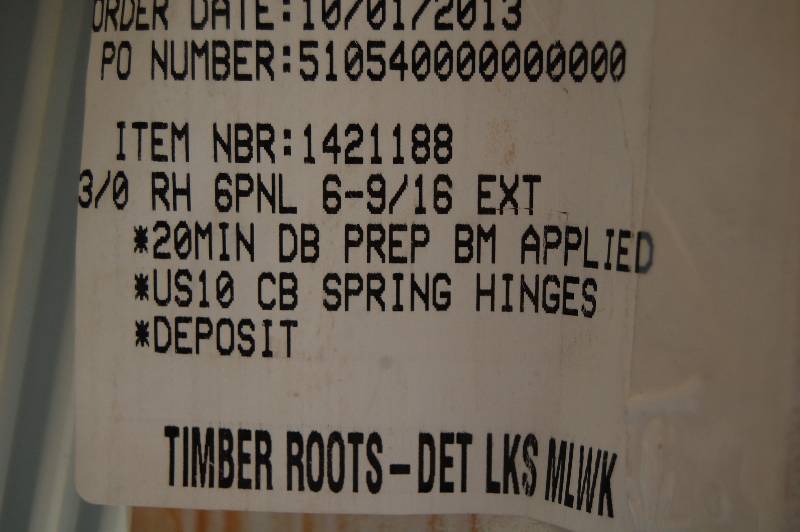 ORDER DATE:10/01/2013
PO NUMBER:510540000000000
ITEM NBR:1421188
3/0 RH 6PNL 6-9/16 EXT
*20MIN DB PREP BM APPLIED
*US10 CB SPRING HINGES
*DEPOSIT
TIMBER ROOTS-DET LKS MLWK